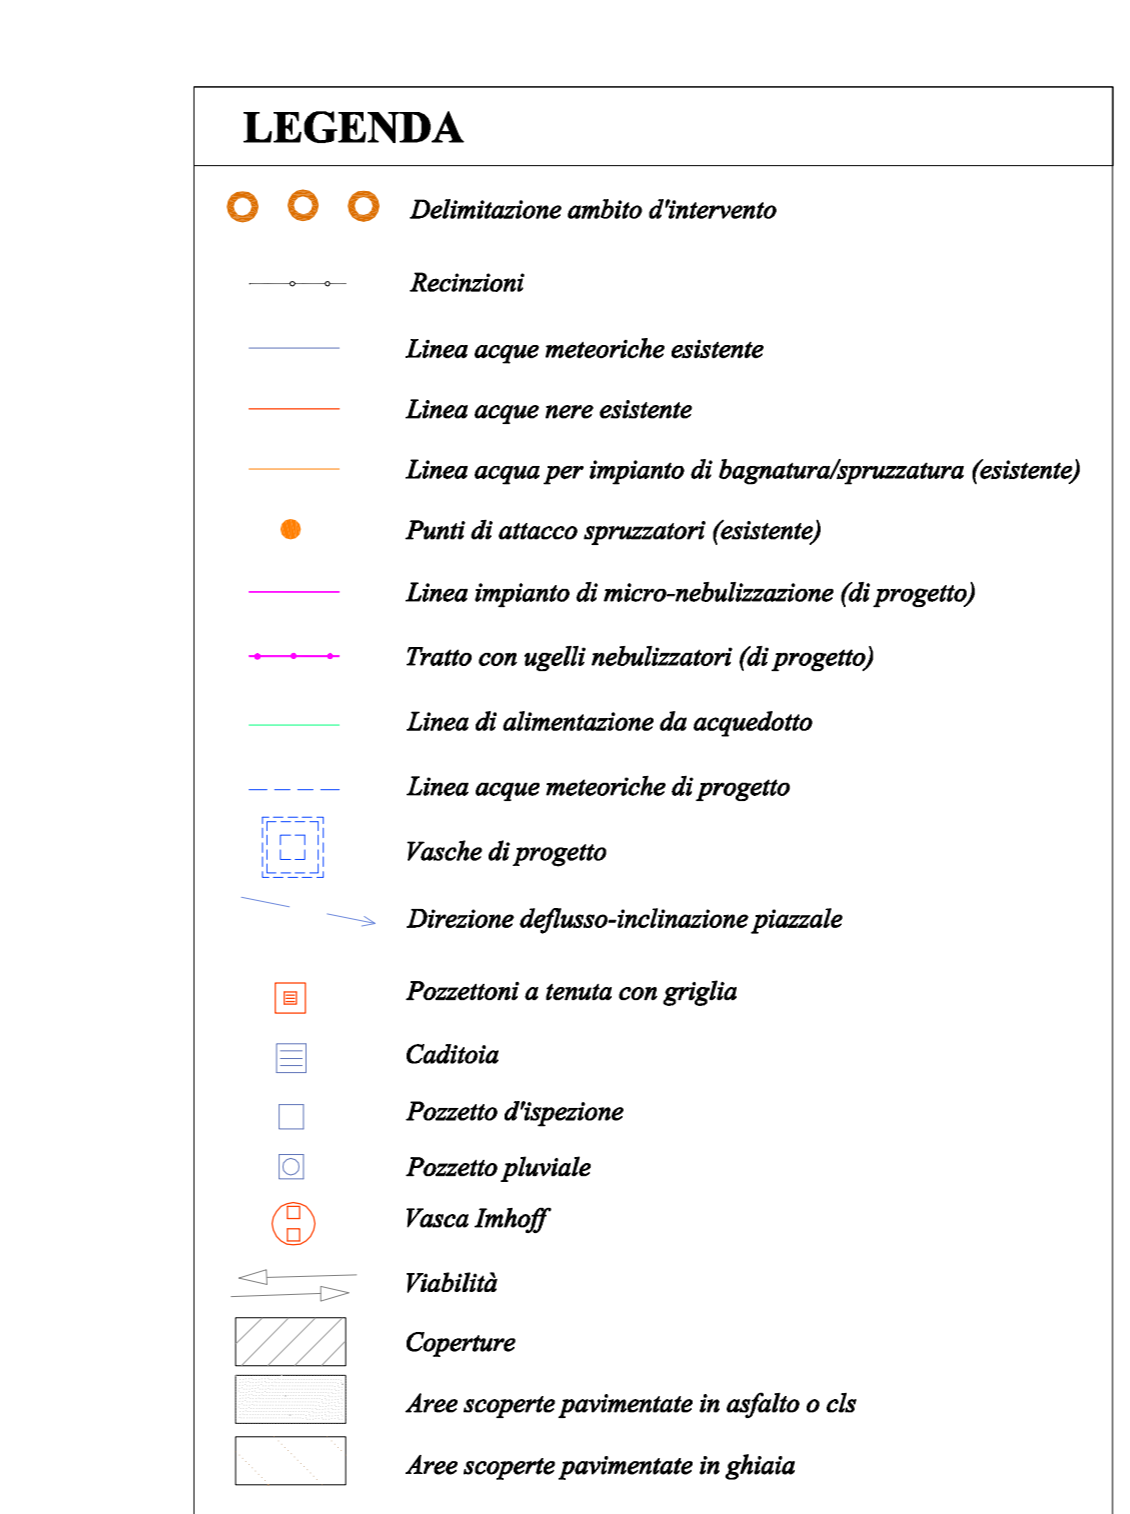 LEGENDA
Delimitazione ambito d'intervento
Recinzioni
Linea acque meteoriche esistente
Linea acque nere esistente
Linea acqua per impianto di bagnatura/spruzzatura (esistente)
Punti di attacco spruzzatori (esistente)
Linea impianto di micro-nebulizzazione (di progetto)
Tratto con ugelli nebulizzatori (di progetto)
Linea di alimentazione da acquedotto
Linea acque meteoriche di progetto
Vasche di progetto
Direzione deflusso-inclinazione piazzale
Pozzettoni a tenuta con griglia
Caditoia
Pozzetto d'ispezione
Pozzetto pluviale
Vasca Imhoff
Viabilità
Coperture
Aree scoperte pavimentate in asfalto o cls
Aree scoperte pavimentate in ghiaia